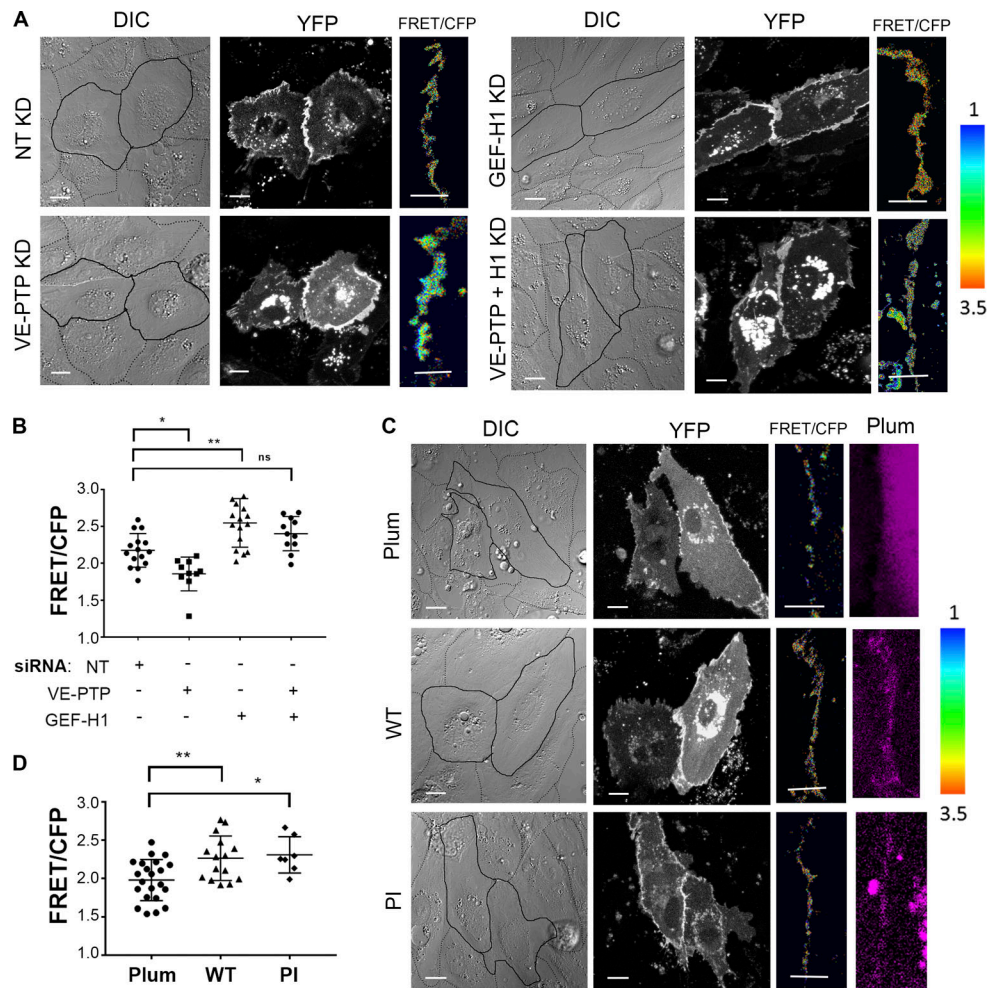 A
DIC YFP FRET/CFP DIC YFP FRET/CFP
NT KD
GEF-H1 KD
1
3.5
VE-PTP KD
VE-PTP + H1 KD
B
* 
**
ns
FRET/CFP
3.0
2.5
2.0
1.5
1.0
siRNA: NT + - - -
VE-PTP - + - +
GEF-H1 - - + +
C
DIC YFP FRET/CFP Plum
Plum
WT
PI
1
3.5
D
**
*
FRET/CFP
3.0
2.5
2.0
1.5
1.0
Plum WT PI